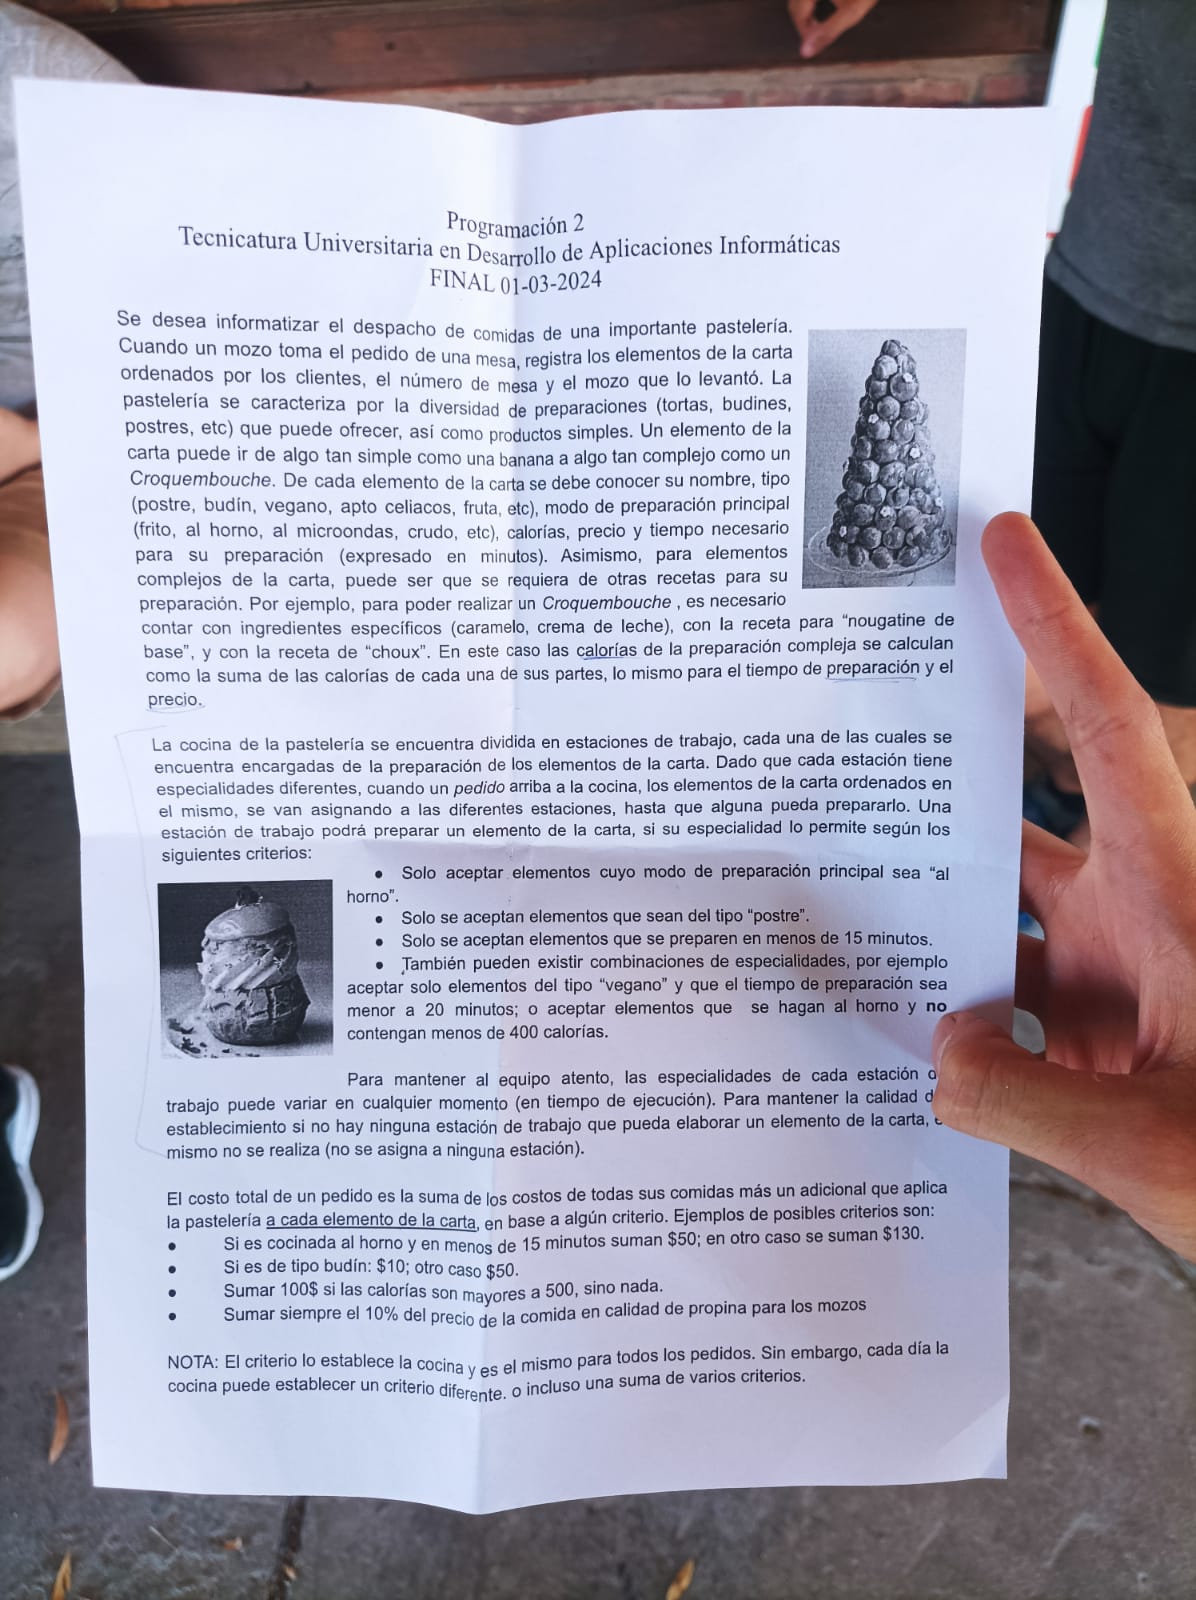 Programación 2
Tecnicatura Universitaria en Desarrollo de Aplicaciones Informáticas
FINAL 01-03-2024
Se desea informatizar el despacho de comidas de una importante pastelería.
Cuando un mozo toma el pedido de una mesa, registra los elementos de la carta
ordenados por los clientes, el número de mesa y el mozo que lo levantó. La
pastelería se caracteriza por la diversidad de preparaciones (tortas, budines,
postres, etc) que puede ofrecer, así como productos simples. Un elemento de la
carta puede ir de algo tan simple como una banana a algo tan complejo como un
Croquembouche. De cada elemento de la carta se debe conocer su nombre, tipo
(postre, budín, vegano, apto celiacos, fruta, etc), modo de preparación principal
(frito, al horno, al microondas, crudo, etc), calorías, precio y tiempo necesario
para su preparación (expresado en minutos). Asimismo, para elementos
complejos de la carta, puede ser que se requiera de otras recetas para su
preparación. Por ejemplo, para poder realizar un Croquembouche , es necesario
contar con ingredientes específicos (caramelo, crema de leche), con la receta para “nougatine de
base”, y con la receta de “choux”. En este caso las calorías de la preparación compleja se calculan
como la suma de las calorías de cada una de sus partes, lo mismo para el tiempo de preparación y el
precio.
La cocina de la pastelería se encuentra dividida en estaciones de trabajo, cada una de las cuales se
encuentra encargadas de la preparación de los elementos de la carta. Dado que cada estación tiene
especialidades diferentes, cuando un pedido arriba a la cocina, los elementos de la carta ordenados en
el mismo, se van asignando a las diferentes estaciones, hasta que alguna pueda prepararlo. Una
estación de trabajo podrá preparar un elemento de la carta, si su especialidad lo permite según los
siguientes criterios:
• Solo aceptar elementos cuyo modo de preparación principal sea “al
horno”.
• Solo se aceptan elementos que sean del tipo “postre”.
• Solo se aceptan elementos que se preparen en menos de 15 minutos.
• También pueden existir combinaciones de especialidades, por ejemplo
aceptar solo elementos del tipo “vegano” y que el tiempo de preparación sea
menor a 20 minutos; o aceptar elementos que se hagan al horno y no
contengan menos de 400 calorías.
Para mantener al equipo atento, las especialidades de cada estación
trabajo puede variar en cualquier momento (en tiempo de ejecución). Para mantener la calidad
establecimiento si no hay ninguna estación de trabajo que pueda elaborar un elemento de la carta,
mismo no se realiza (no se asigna a ninguna estación).
El costo total de un pedido es la suma de los costos de todas sus comidas más un adicional que aplica
la pastelería a cada elemento de la carta, en base a algún criterio. Ejemplos de posibles criterios son:
• Si es cocinada al horno y en menos de 15 minutos suman $50; en otro caso se suman $130.
• Si es de tipo budín: $10; otro caso $50.
• Sumar 100$ si las calorías son mayores a 500, sino nada.
• Sumar siempre el 10% del precio de la comida en calidad de propina para los mozos
NOTA: El criterio lo establece la cocina y es el mismo para todos los pedidos. Sin embargo, cada día la
cocina puede establecer un criterio diferente. o incluso una suma de varios criterios.